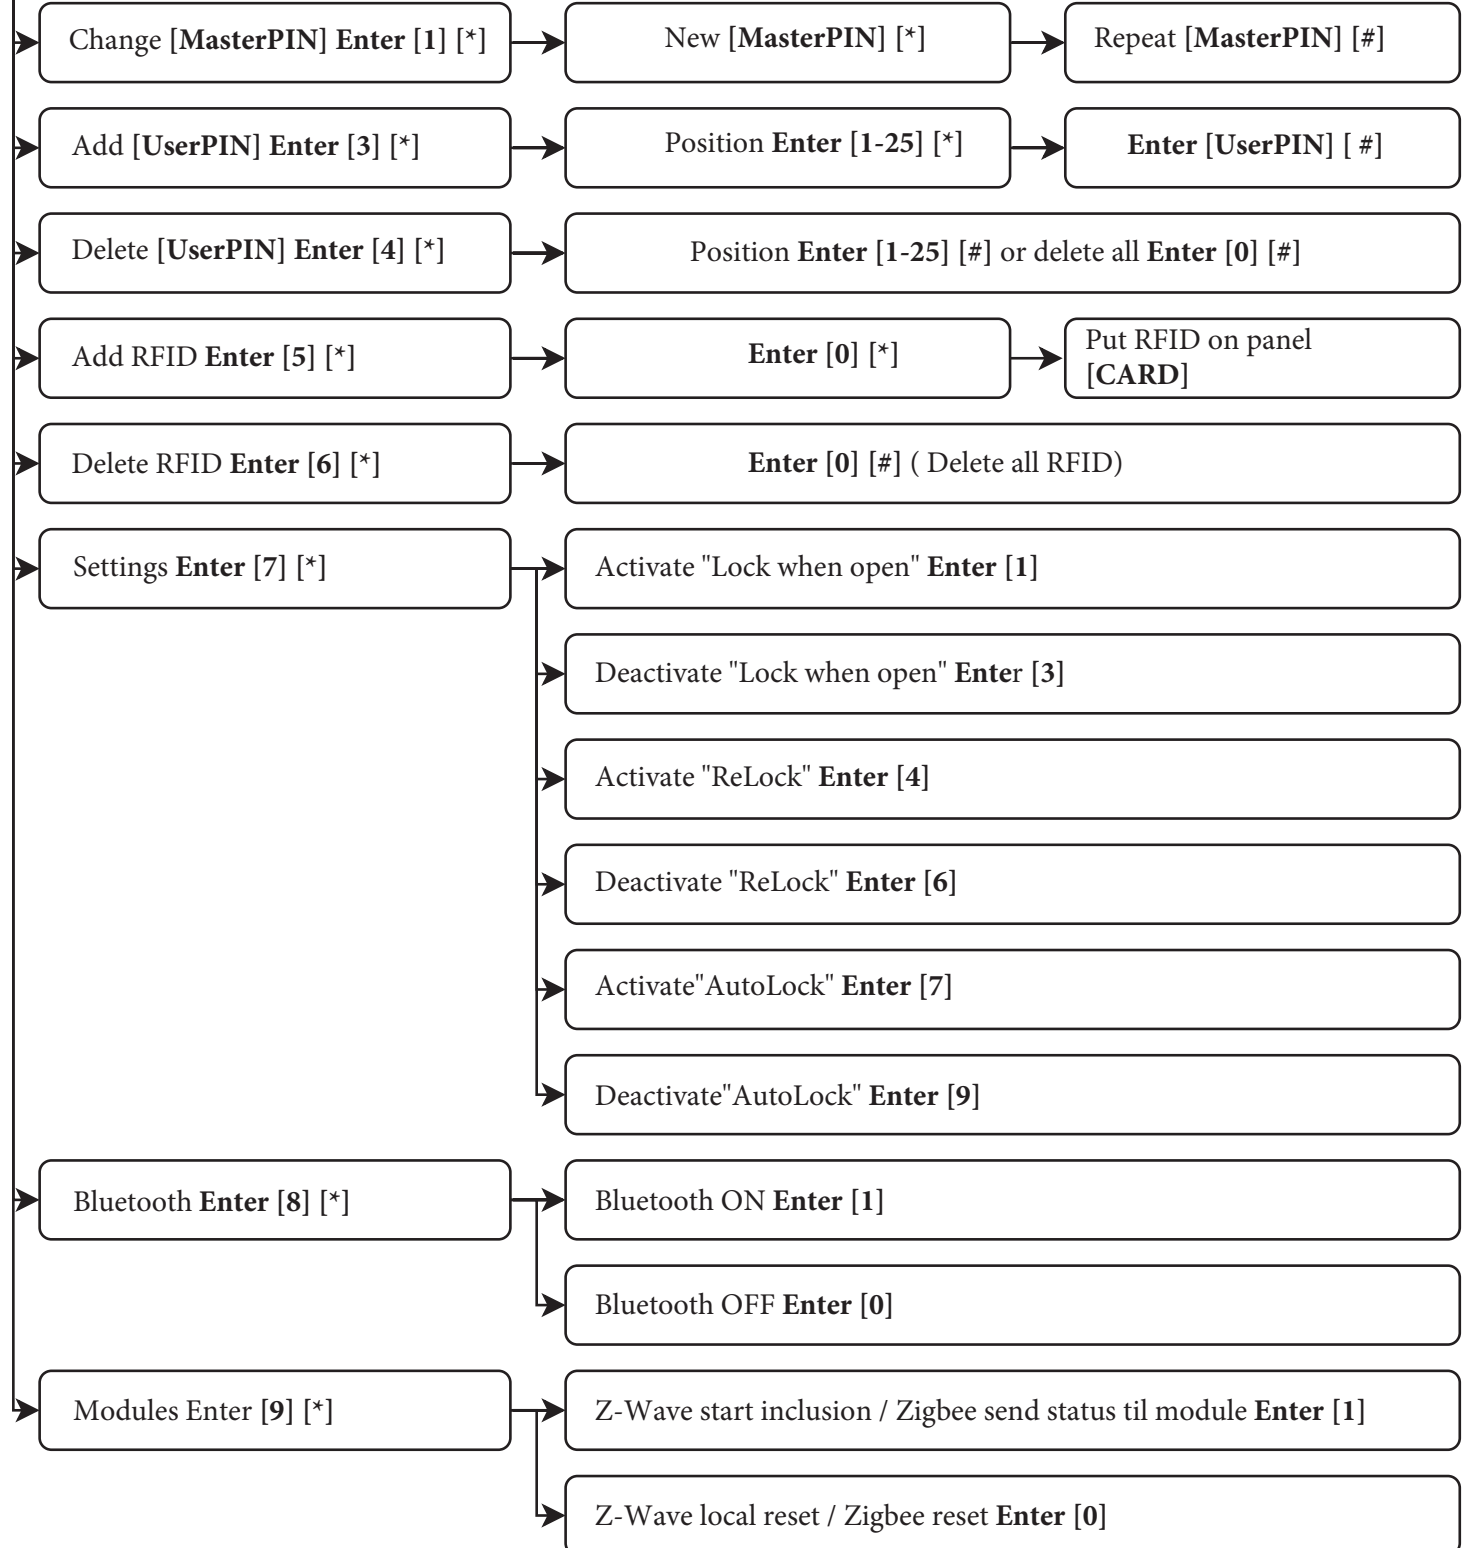 Change [MasterPIN] Enter [1] [*]
New [MasterPIN] [*]
Repeat [MasterPIN] [#]
Add [UserPIN] Enter [3] [*]
Position Enter [1-25] [*]
Enter [UserPIN] [ #]
Delete [UserPIN] Enter [4] [*]
Position Enter [1-25] [#] or delete all Enter [0] [#]
Add RFID Enter [5] [*]
Enter [0] [*]
Put RFID on panel
[CARD]
Delete RFID Enter [6] [*]
Enter [0] [#] ( Delete all RFID)
Settings Enter [7] [*]
Activate "Lock when open" Enter [1]
Deactivate "Lock when open" Enter [3]
Activate "ReLock" Enter [4]
Deactivate "ReLock" Enter [6]
Activate"AutoLock" Enter [7]
Deactivate"AutoLock" Enter [9]
Bluetooth Enter [8] [*]
Bluetooth ON Enter [1]
Bluetooth OFF Enter [0]
Modules Enter [9] [*]
Z-Wave start inclusion / Zigbee send status til module Enter [1]
Z-Wave local reset / Zigbee reset Enter [0]